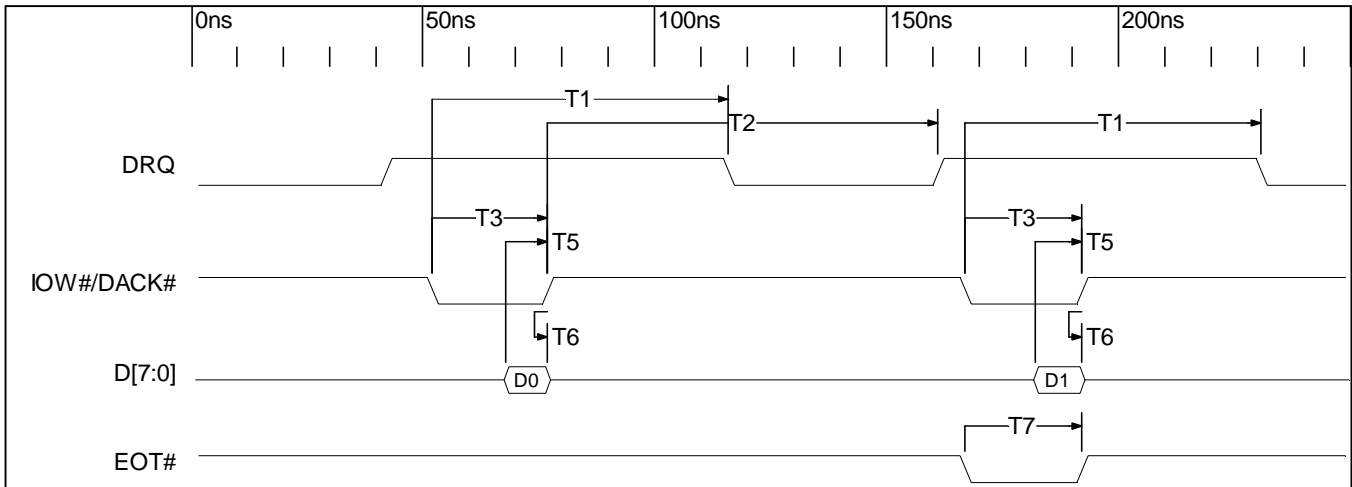 0ns 50ns 100ns 150ns 200ns
T1
T2 T1
DRQ
T3 T3
T5 T5
IOW#/DACK#
T6 T6
D[7:0] D0 D1
T7
EOT#